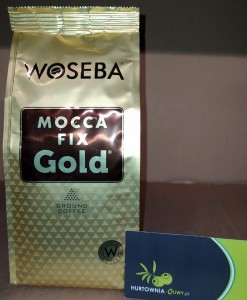 WOSEBA
MOCCA
FIX
Gold
GROUND
COFFEE
W
HURTOWNIA